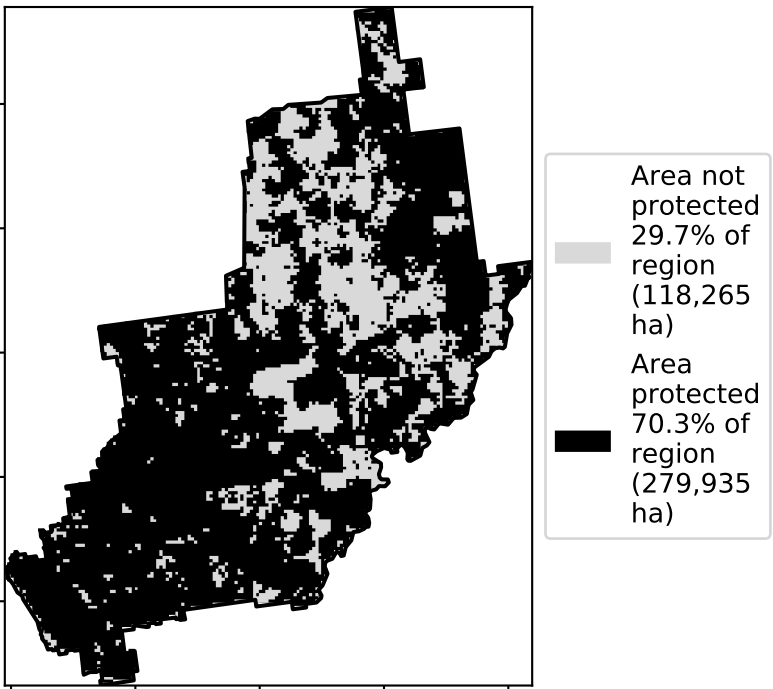 Area not
protected
29.7% of
region
(118,265
ha)
Area
protected
70.3% of
region
(279,935
ha)